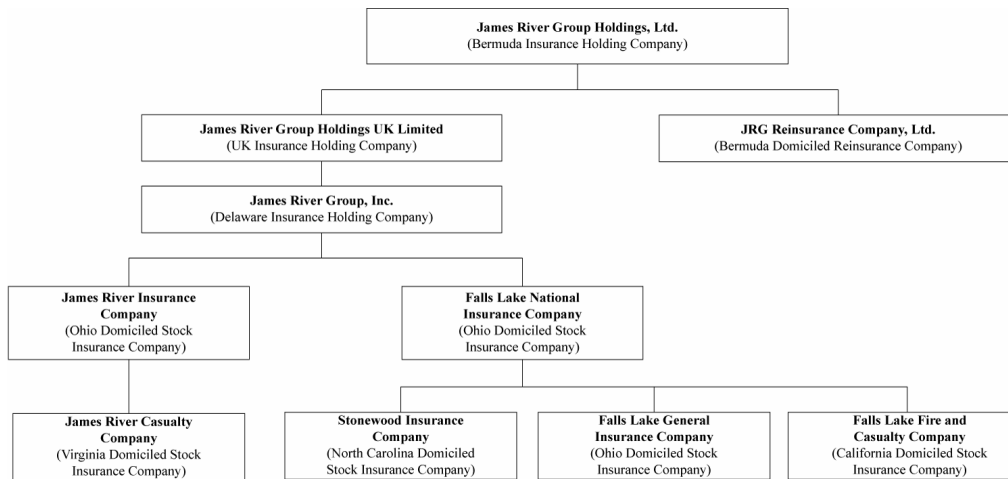 James River Group Holdings, Ltd.
(Bermuda Insurance Holding Company)
James River Group Holdings UK Limited
(UK Insurance Holding Company)
JRG Reinsurance Company, Ltd.
(Bermuda Domiciled Reinsurance Company)
James River Group, Inc.
(Delaware Insurance Holding Company)
James River Insurance
Company
(Ohio Domiciled Stock
Insurance Company)
Falls Lake National
Insurance Company
(Ohio Domiciled Stock
Insurance Company)
James River Casualty
Company
(Virginia Domiciled Stock
Insurance Company)
Stonewood Insurance
Company
(North Carolina Domiciled
Stock Insurance Company)
Falls Lake General
Insurance Company
(Ohio Domiciled Stock
Insurance Company)
Falls Lake Fire and
Casualty Company
(California Domiciled Stock
Insurance Company)